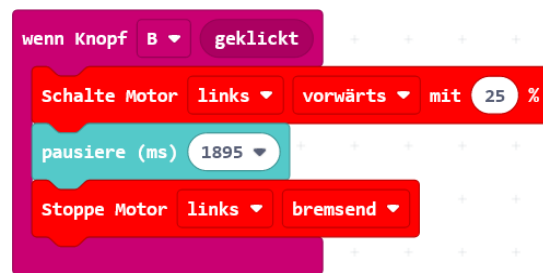 wenn Knopf B geklickt
Schalte Motor links vorwärts mit 25 %
pausiere (ms) 1895
Stoppe Motor links bremsend